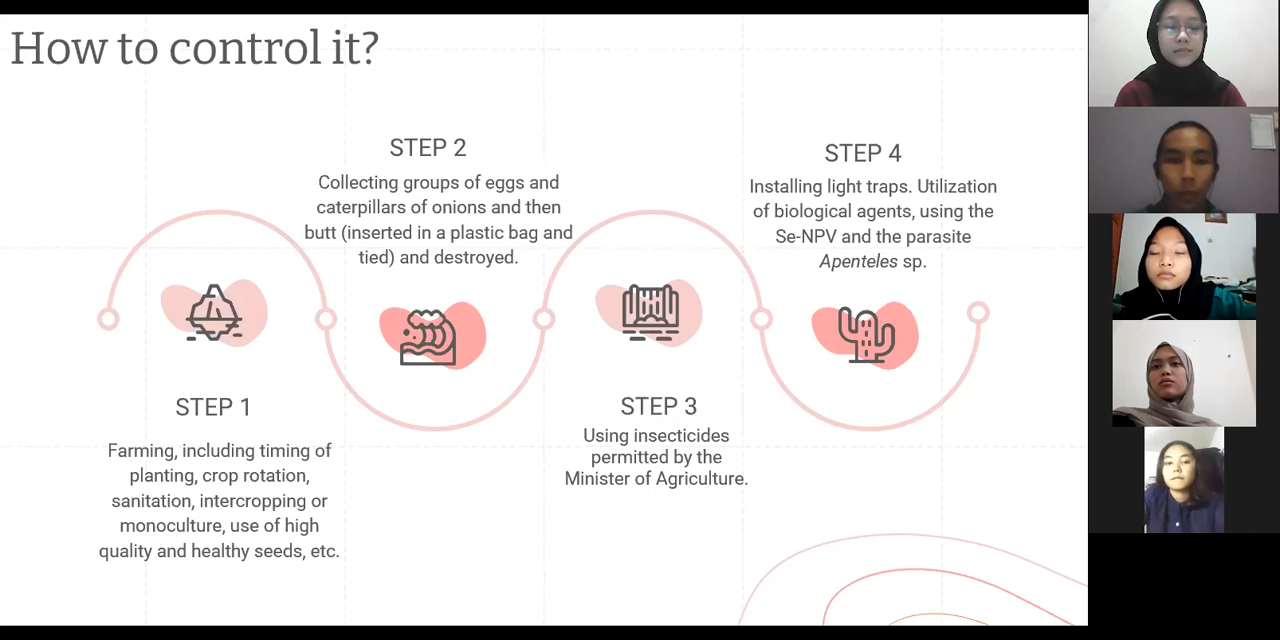 How to control it?
STEP 1
Farming, including timing of
planting, crop rotation,
sanitation, intercropping or
monoculture, use of high
quality and healthy seeds, etc.
STEP 2
Collecting groups of eggs and
caterpillars of onions and then
butt (inserted in a plastic bag and
tied) and destroyed.
STEP 3
Using insecticides
permitted by the
Minister of Agriculture.
STEP 4
Installing light traps. Utilization
of biological agents, using the
Se-NPV and the parasite
Apenteles sp.